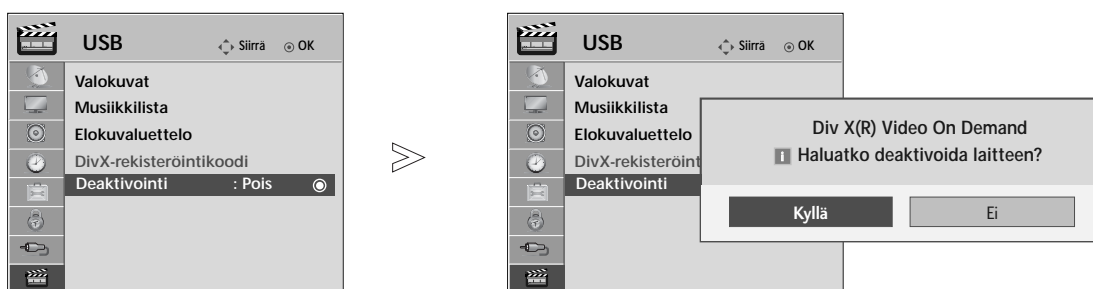 USB Siirrä OK
Valokuvat
Musiikkilista
Elokuvaluettelo
DivX-rekisteröintikoodi
Deaktivointi : Pois
USB Siirrä OK
Valokuvat
Musiikkilista
Elokuvaluettelo
DivX-rekisteröint
Deaktivointi
Div X(R) Video On Demand
i Haluatko deaktivoida laitteen?
Kyllä Ei